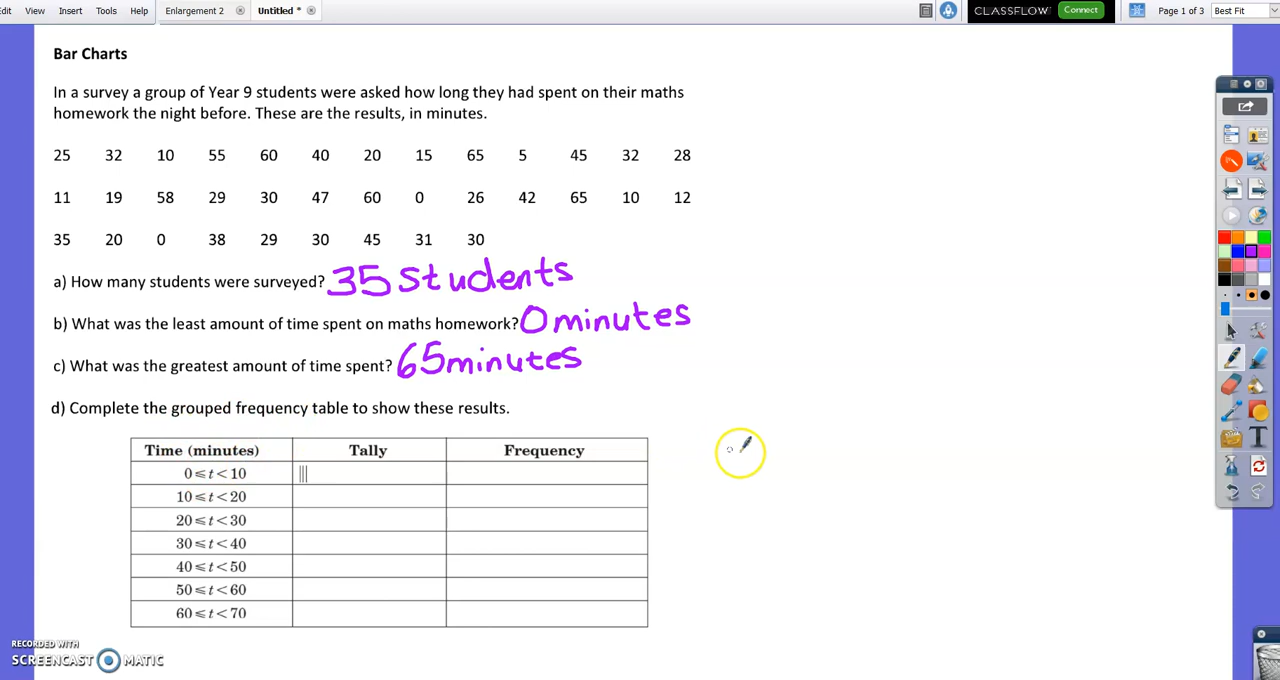 Edit View Insert Tools Help Enlargement 2 Untitled * CLASSFLOW Connect Page 1 of 3 Best Fit
Bar Charts
In a survey a group of Year 9 students were asked how long they had spent on their maths
homework the night before. These are the results, in minutes.
25 32 10 55 60 40 20 15 65 5 45 32 28
11 19 58 29 30 47 60 0 26 42 65 10 12
35 20 0 38 29 30 45 31 30
a) How many students were surveyed? 35 students
b) What was the least amount of time spent on maths homework? 0 minutes
c) What was the greatest amount of time spent? 65 minutes
d) Complete the grouped frequency table to show these results.
Time (minutes) Tally Frequency
0 ⩽ t < 10 |||
10 ⩽ t < 20
20 ⩽ t < 30
30 ⩽ t < 40
40 ⩽ t < 50
50 ⩽ t < 60
60 ⩽ t < 70
RECORDED WITH
SCREENCAST MATIC